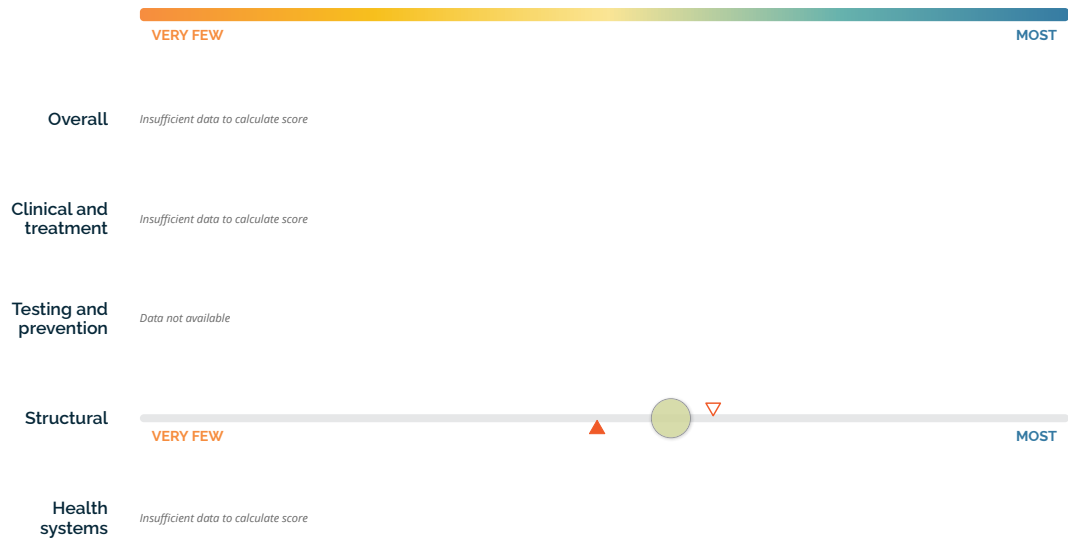 VERY FEW
MOST
Overall
Insufficient data to calculate score
Clinical and
treatment
Insufficient data to calculate score
Testing and
prevention
Data not available
Structural
VERY FEW
MOST
Health
systems
Insufficient data to calculate score